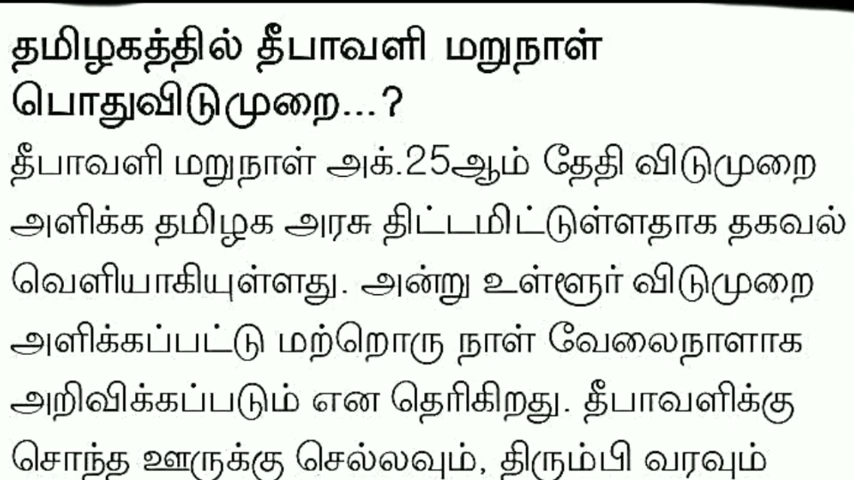 தமிழகத்தில் தீபாவளி மறுநாள்
பொதுவிடுமுறை...?
தீபாவளி மறுநாள் அக்.25ஆம் தேதி விடுமுறை
அளிக்க தமிழக அரசு திட்டமிட்டுள்ளதாக தகவல்
வெளியாகியுள்ளது. அன்று உள்ளூர் விடுமுறை
அளிக்கப்பட்டு மற்றொரு நாள் வேலைநாளாக
அறிவிக்கப்படும் என தெரிகிறது. தீபாவளிக்கு
சொந்த ஊருக்கு செல்லவும், திரும்பி வரவும்